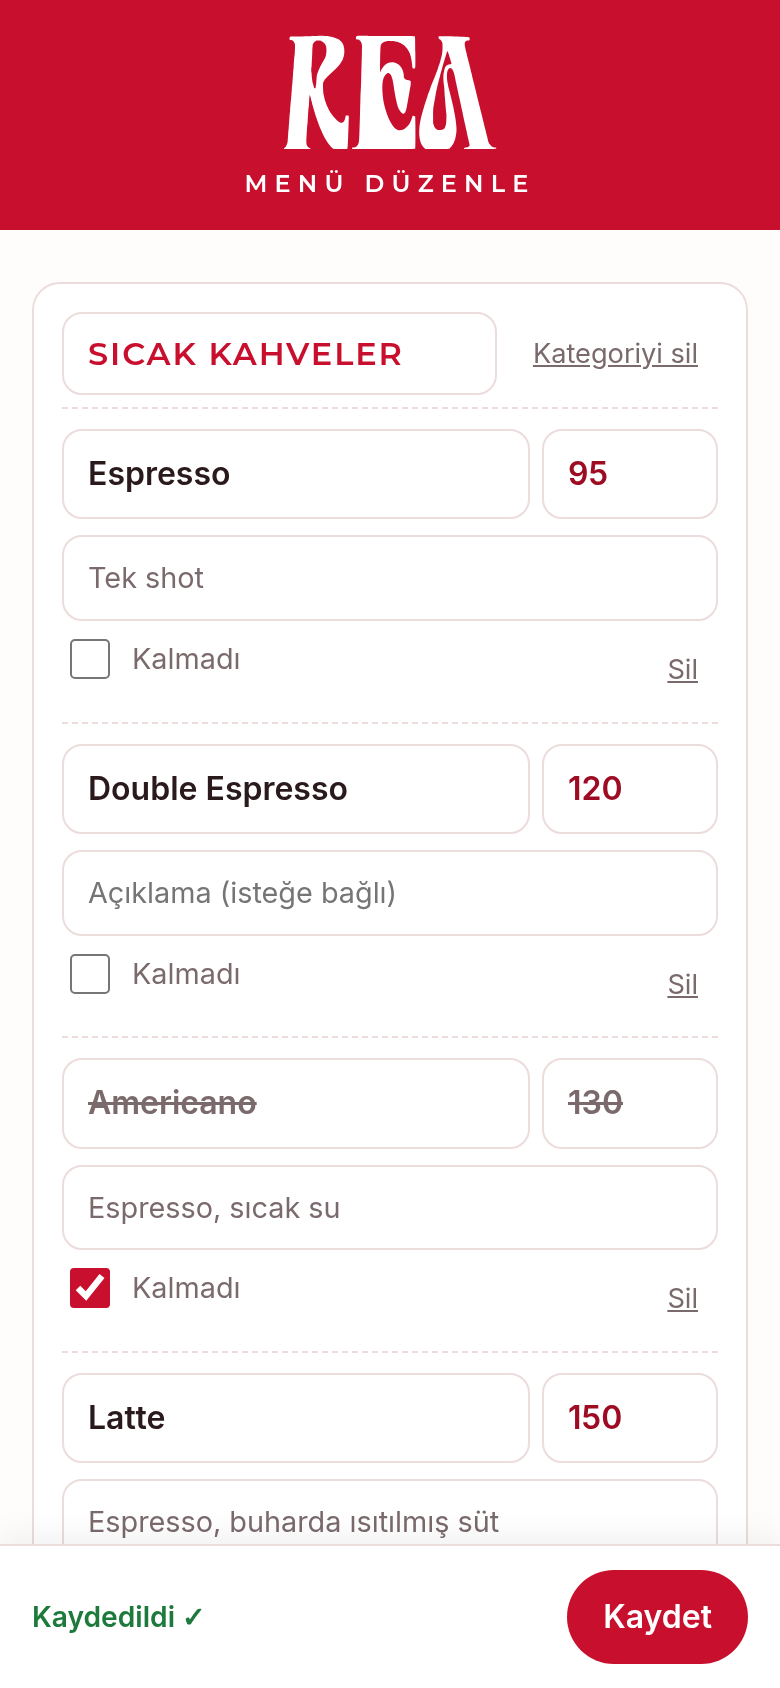 REA
MENÜ DÜZENLE
SICAK KAHVELER Kategoriyi sil
Espresso 95
Tek shot
Kalmadı Sil
Double Espresso 120
Açıklama (isteğe bağlı)
Kalmadı Sil
Americano 130
Espresso, sıcak su
Kalmadı Sil
Latte 150
Espresso, buharda ısıtılmış süt
Kaydedildi ✓ Kaydet